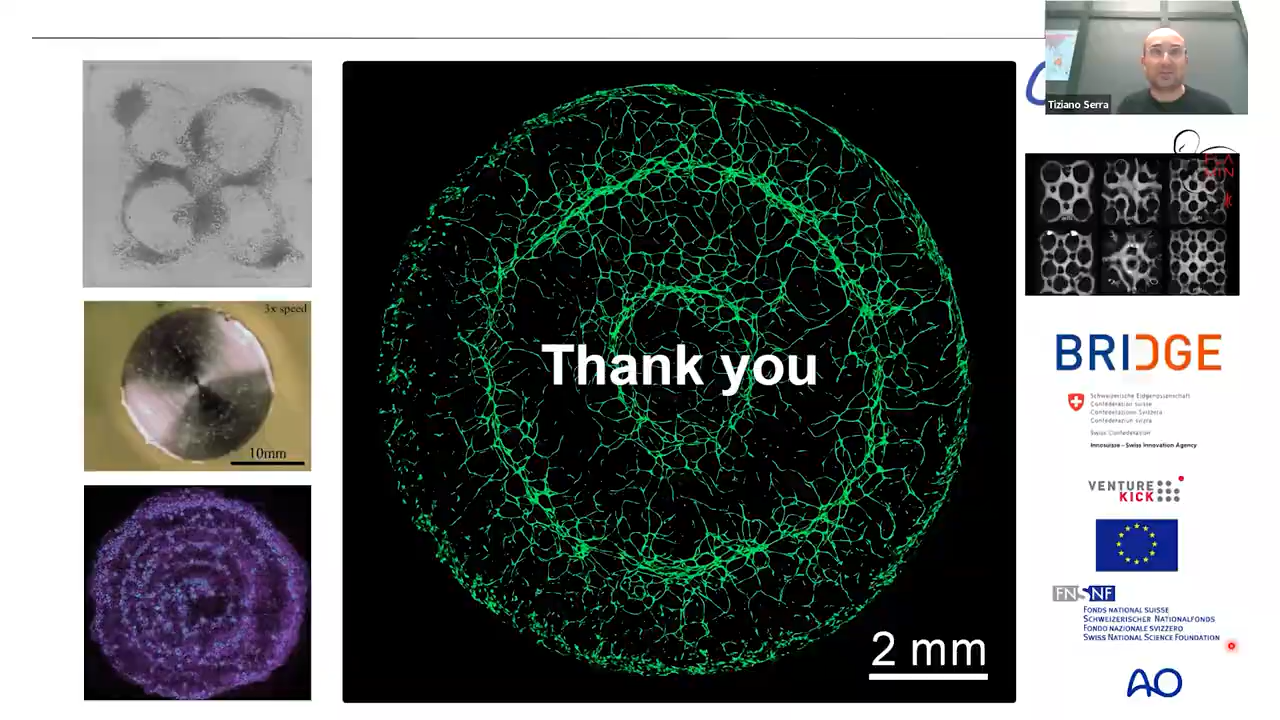 Tiziano Serra
3x speed
10mm
Thank you
2 mm
BRIDGE
Schweizerische Eidgenossenschaft
Confédération suisse
Confederazione Svizzera
Confederaziun svizra
Swiss Confederation
Innosuisse – Swiss Innovation Agency
VENTURE
KICK
FNSNF
FONDS NATIONAL SUISSE
SCHWEIZERISCHER NATIONALFONDS
FONDO NAZIONALE SVIZZERO
SWISS NATIONAL SCIENCE FOUNDATION
AO